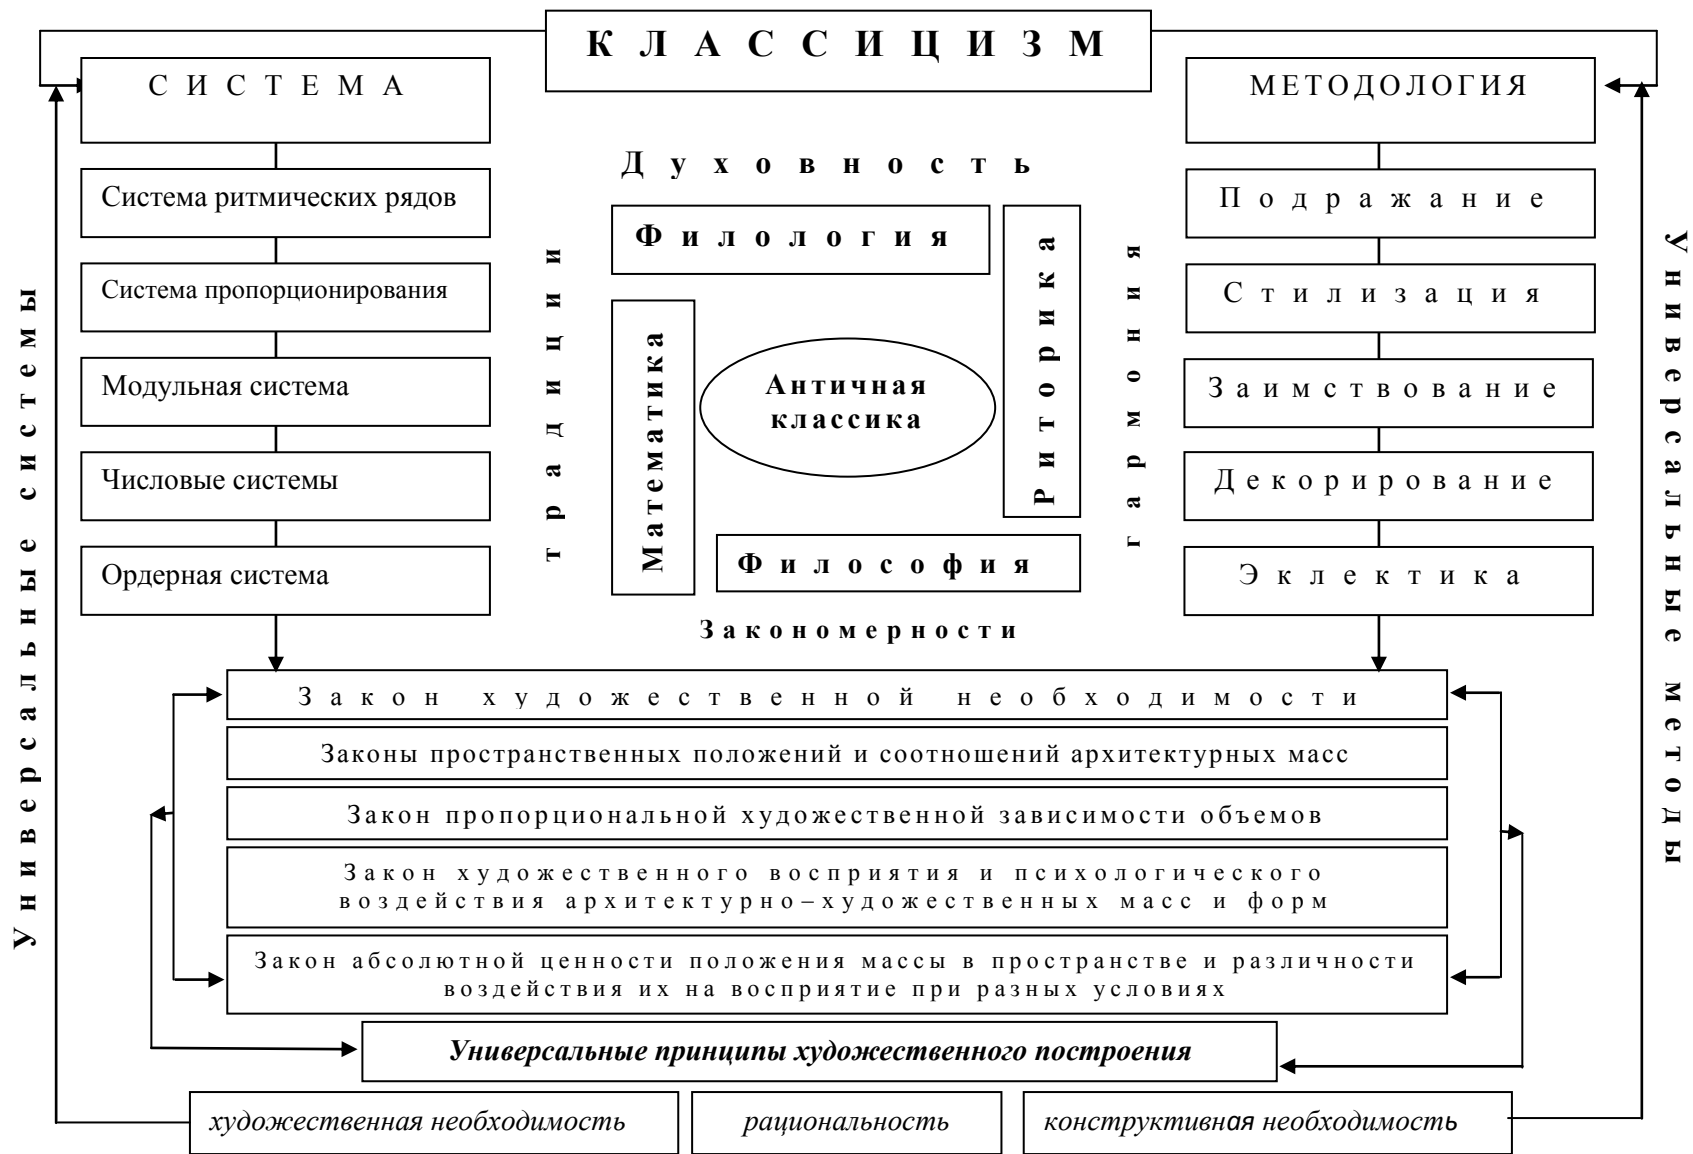 КЛАССИЦИЗМ
СИСТЕМА
Система ритмических рядов
Система пропорционирования
Модульная система
Числовые системы
Ордерная система
Универсальные системы
Духовность
традиции
Филология
Математика
Античная
классика
Риторика
Философия
гармония
Закономерности
МЕТОДОЛОГИЯ
Подражание
Стилизация
Заимствование
Декорирование
Эклектика
Универсальные методы
Закон художественной необходимости
Законы пространственных положений и соотношений архитектурных масс
Закон пропорциональной художественной зависимости объемов
Закон художественного восприятия и психологического
воздействия архитектурно–художественных масс и форм
Закон абсолютной ценности положения массы в пространстве и различности
воздействия их на восприятие при разных условиях
Универсальные принципы художественного построения
художественная необходимость
рациональность
конструктивная необходимость